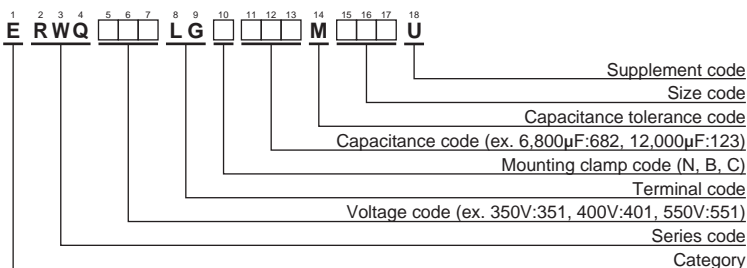 1 2 3 4 5 6 7 8 9 10 11 12 13 14 15 16 17 18
E RWQ □□□ LG □ □□□ M □□□ U
Supplement code
Size code
Capacitance tolerance code
Capacitance code (ex. 6,800µF:682, 12,000µF:123)
Mounting clamp code (N, B, C)
Terminal code
Voltage code (ex. 350V:351, 400V:401, 550V:551)
Series code
Category